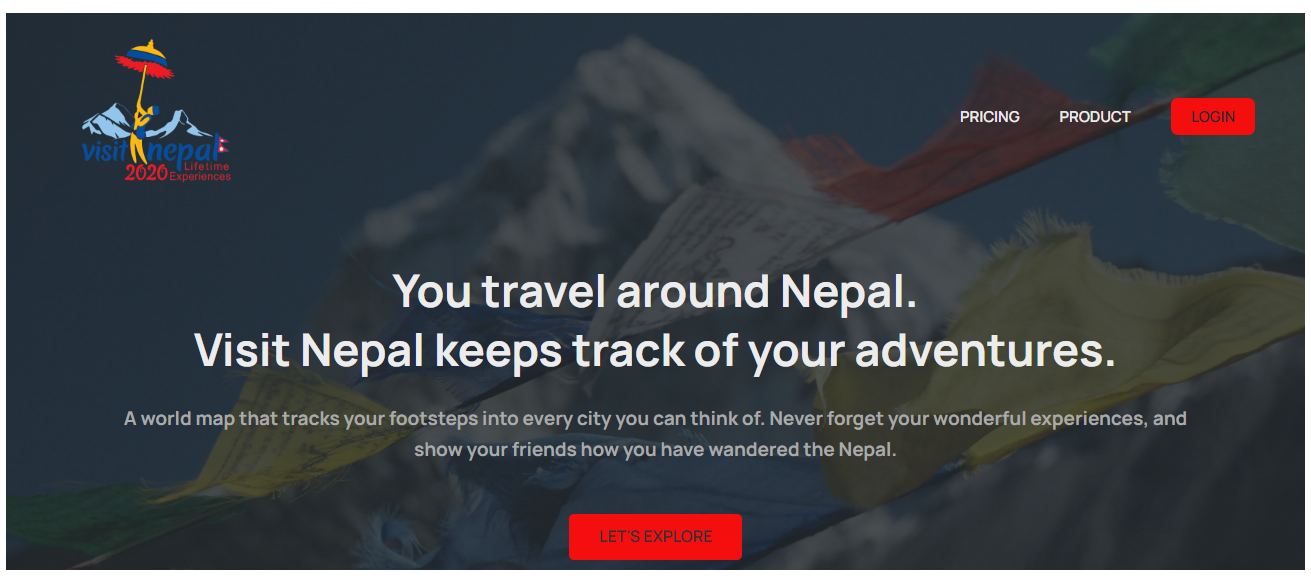 visit nepal
2020 Lifetime
Experiences
PRICING PRODUCT LOGIN
You travel around Nepal.
Visit Nepal keeps track of your adventures.
A world map that tracks your footsteps into every city you can think of. Never forget your wonderful experiences, and
show your friends how you have wandered the Nepal.
LET'S EXPLORE